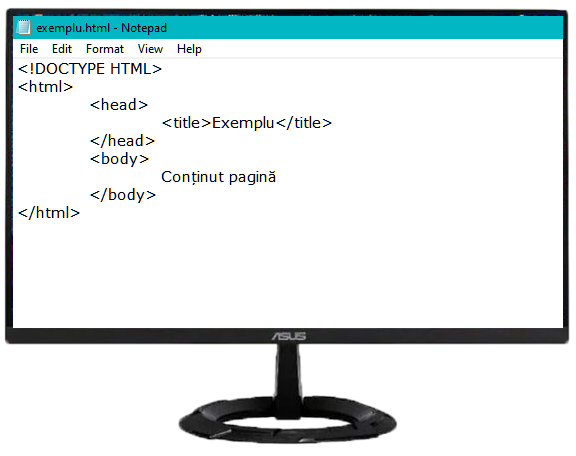 exemplu.html - Notepad
File Edit Format View Help
<!DOCTYPE HTML>
<html>
<head>
<title>Exemplu</title>
</head>
<body>
Conținut pagină
</body>
</html>
ASUS